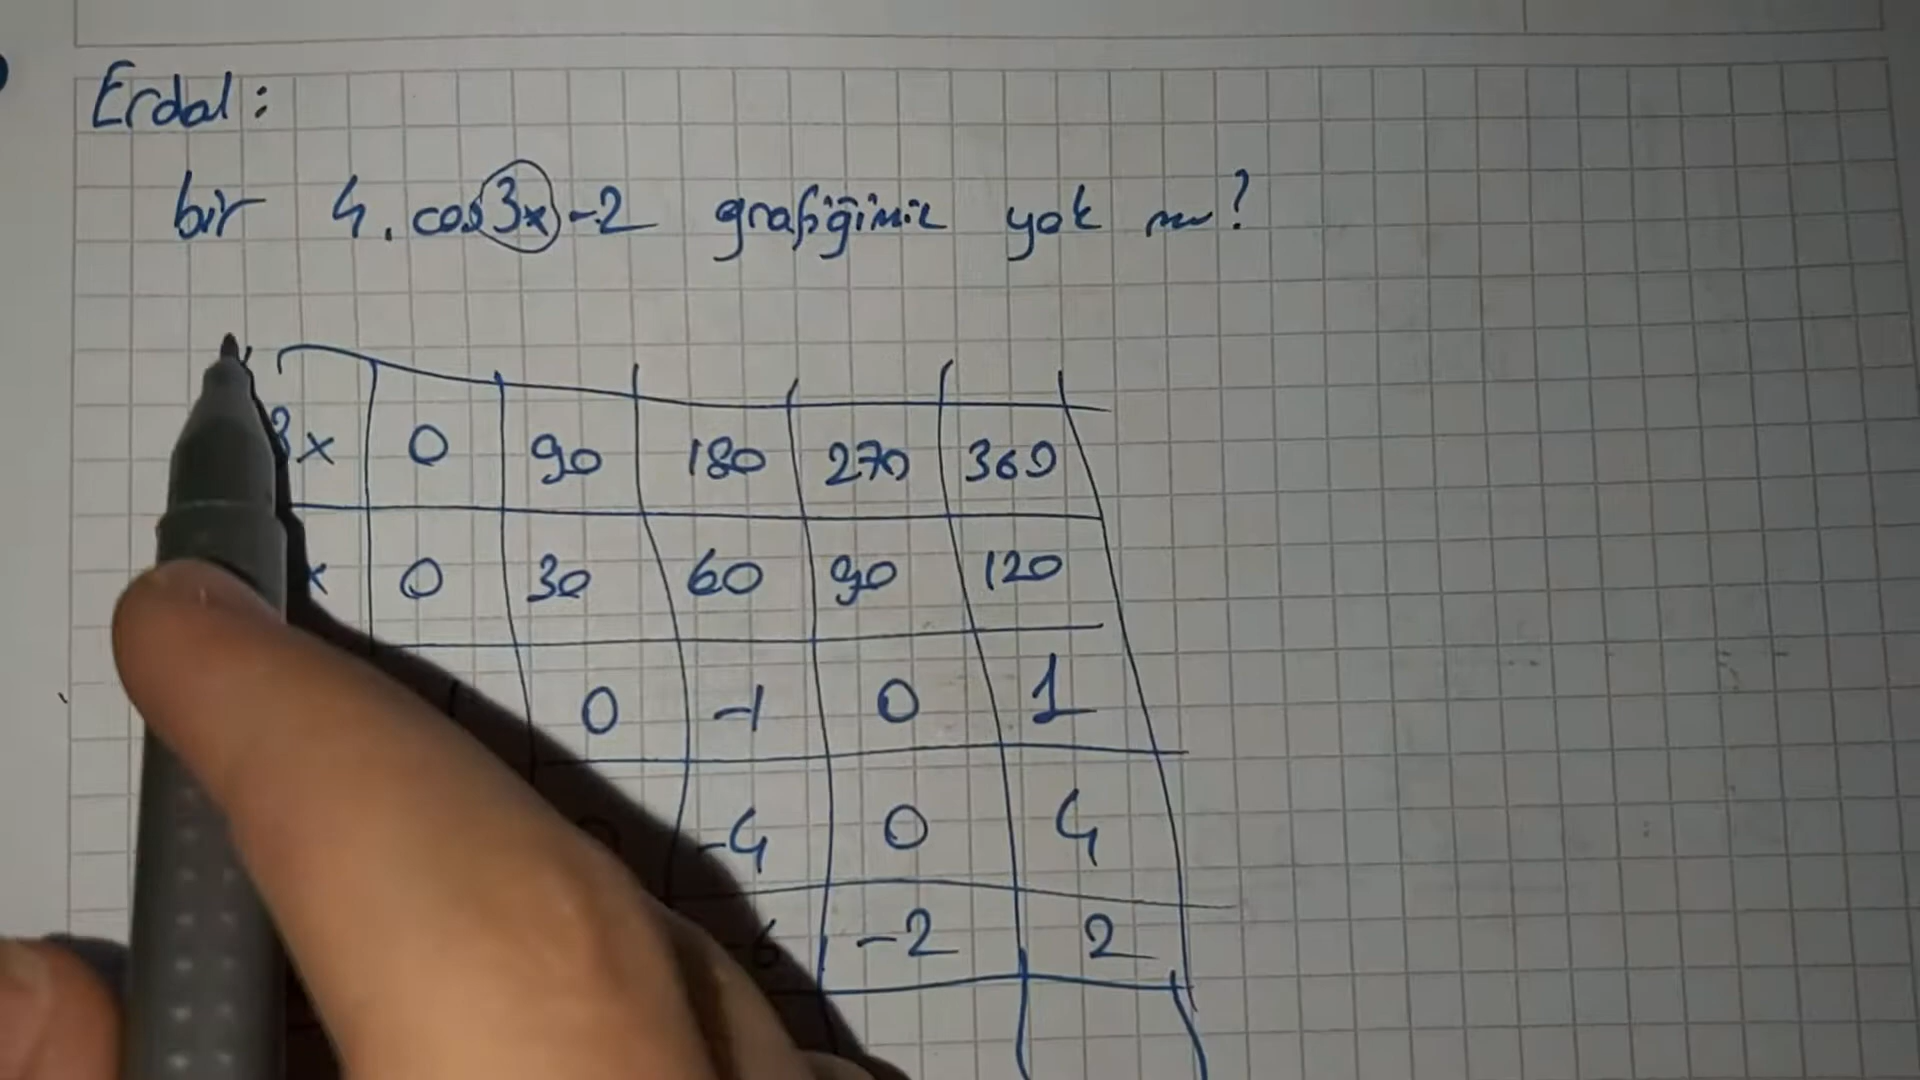 Erdal:
bir 4. cos3x-2 grafiğimiz yok mu?
3x 0 90 180 270 360
x 0 30 60 90 120
0 -1 0 1
-4 0 4
-6 -2 2